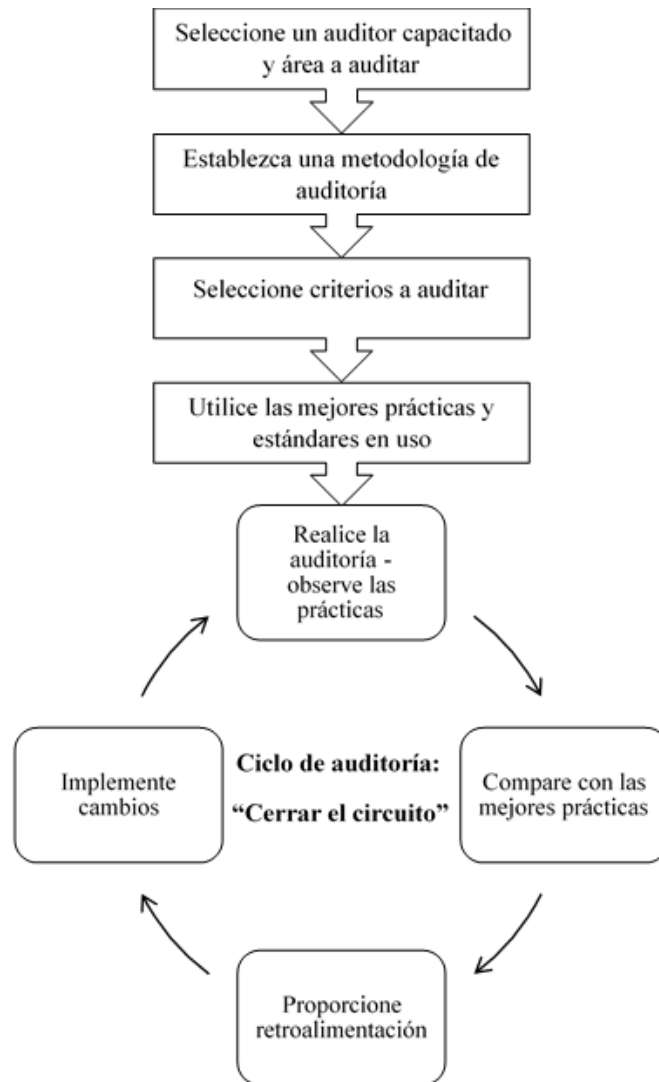 Seleccione un auditor capacitado
y área a auditar
Establezca una metodología de
auditoría
Seleccione criterios a auditar
Utilice las mejores prácticas y
estándares en uso
Realice la
auditoría -
observe las
prácticas
Implemente
cambios
Ciclo de auditoría:
“Cerrar el circuito”
Compare con las
mejores prácticas
Proporcione
retroalimentación